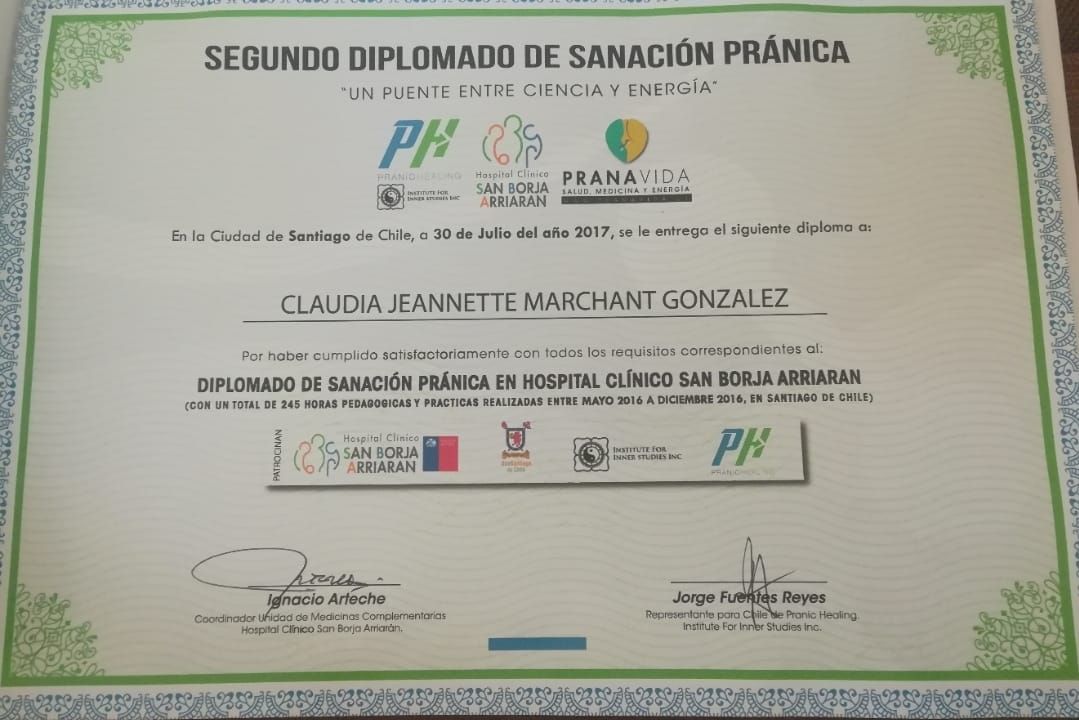 SEGUNDO DIPLOMADO DE SANACIÓN PRÁNICA
"UN PUENTE ENTRE CIENCIA Y ENERGÍA"
PH
PRANIC HEALING
INSTITUTE FOR
INNER STUDIES INC
Hospital Clínico
SAN BORJA
ARRIARAN
PRANAVIDA
SALUD, MEDICINA Y ENERGÍA
En la Ciudad de Santiago de Chile, a 30 de Julio del año 2017, se le entrega el siguiente diploma a:
CLAUDIA JEANNETTE MARCHANT GONZALEZ
Por haber cumplido satisfactoriamente con todos los requisitos correspondientes al:
DIPLOMADO DE SANACIÓN PRÁNICA EN HOSPITAL CLÍNICO SAN BORJA ARRIARAN
(CON UN TOTAL DE 245 HORAS PEDAGOGICAS Y PRACTICAS REALIZADAS ENTRE MAYO 2016 A DICIEMBRE 2016, EN SANTIAGO DE CHILE)
PATROCINAN
Hospital Clínico
SAN BORJA
ARRIARAN
de Chile
INSTITUTE FOR
INNER STUDIES INC
PH
PRANIC HEALING
Ignacio Arteche
Coordinador Unidad de Medicinas Complementarias
Hospital Clínico San Borja Arriarán.
Jorge Fuentes Reyes
Representante para Chile de Pranic Healing.
Institute For Inner Studies Inc.